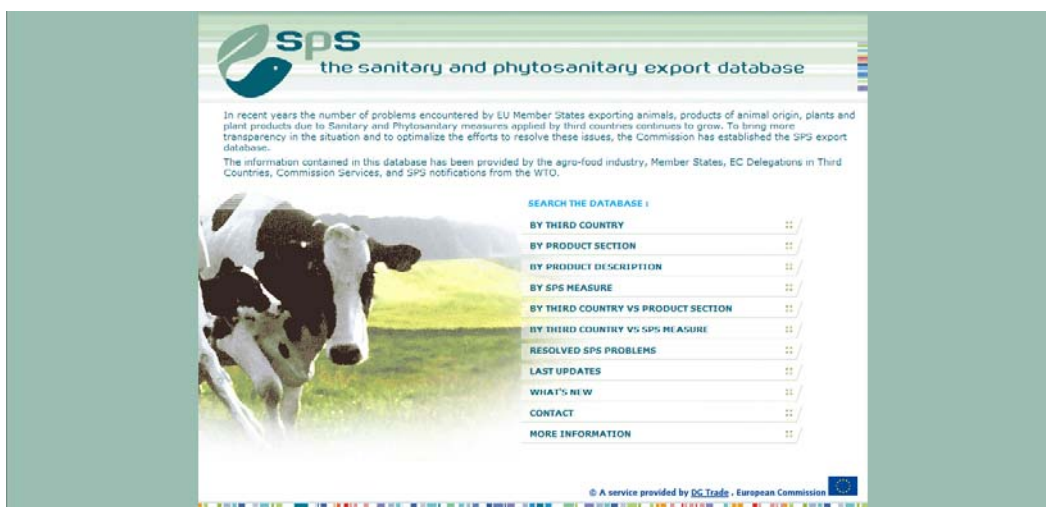 sps
the sanitary and phytosanitary export database
In recent years the number of problems encountered by EU Member States exporting animals, products of animal origin, plants and
plant products due to Sanitary and Phytosanitary measures applied by third countries continues to grow. To bring more
transparency in the situation and to optimalize the efforts to resolve these issues, the Commission has established the SPS export
database.
The information contained in this database has been provided by the agro-food industry, Member States, EC Delegations in Third
Countries, Commission Services, and SPS notifications from the WTO.
SEARCH THE DATABASE :
BY THIRD COUNTRY
BY PRODUCT SECTION
BY PRODUCT DESCRIPTION
BY SPS MEASURE
BY THIRD COUNTRY VS PRODUCT SECTION
BY THIRD COUNTRY VS SPS MEASURE
RESOLVED SPS PROBLEMS
LAST UPDATES
WHAT'S NEW
CONTACT
MORE INFORMATION
© A service provided by DG Trade , European Commission